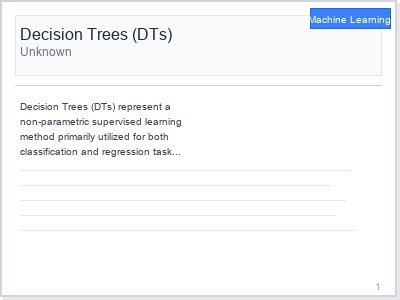 Machine Learning
Decision Trees (DTs)
Unknown
Decision Trees (DTs) represent a
non-parametric supervised learning
method primarily utilized for both
classification and regression task...
1